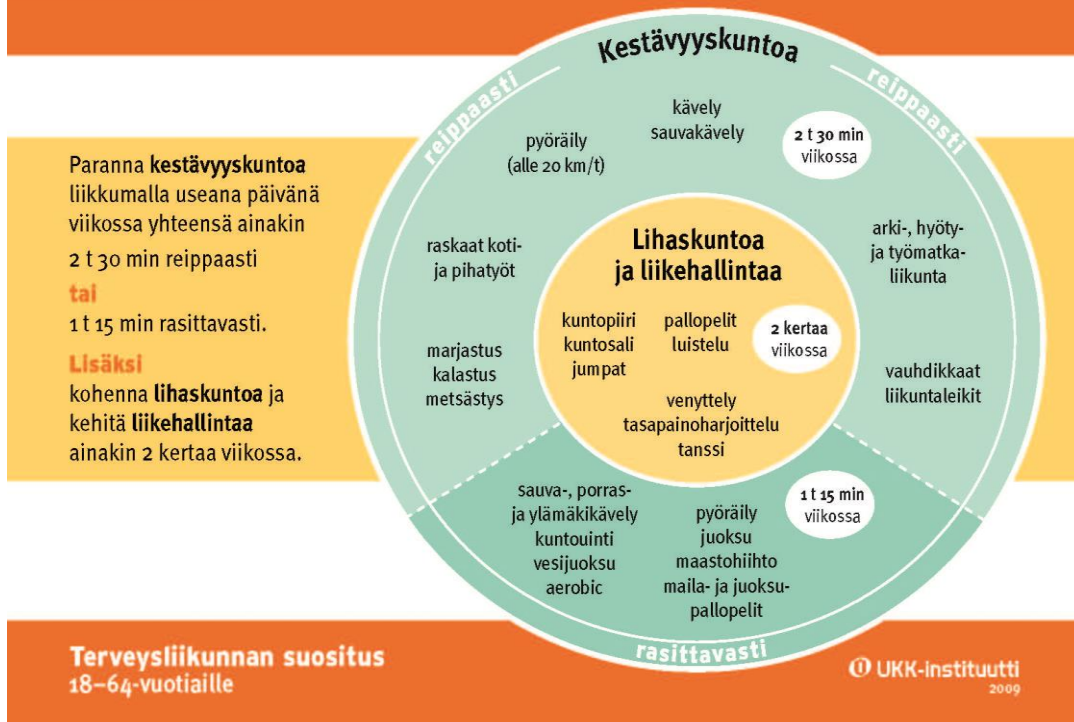 Kestävyyskuntoa
reippaasti
reippaasti
kävely
sauvakävely
2 t 30 min
viikossa
pyöräily
(alle 20 km/t)
Paranna kestävyyskuntoa
liikkumalla useana päivänä
viikossa yhteensä ainakin
2 t 30 min reippaasti
tai
1 t 15 min rasittavasti.
Lisäksi
kohenna lihaskuntoa ja
kehitä liikehallintaa
ainakin 2 kertaa viikossa.
raskaat koti-
ja pihatyöt
marjastus
kalastus
metsästys
arki-, hyöty-
ja työmatka-
liikunta
vauhdikkaat
liikuntaleikit
Lihaskuntoa
ja liikehallintaa
kuntopiiri
kuntosali
jumpat
pallopelit
luistelu
2 kertaa
viikossa
venyttely
tasapainoharjoittelu
tanssi
sauva-, porras-
ja ylämäkikävely
kuntouinti
vesijuoksu
aerobic
pyöräily
juoksu
maastohiihto
maila- ja juoksu-
pallopelit
1 t 15 min
viikossa
rasittavasti
Terveysliikunnan suositus
18–64-vuotiaille
UKK-instituutti
2009